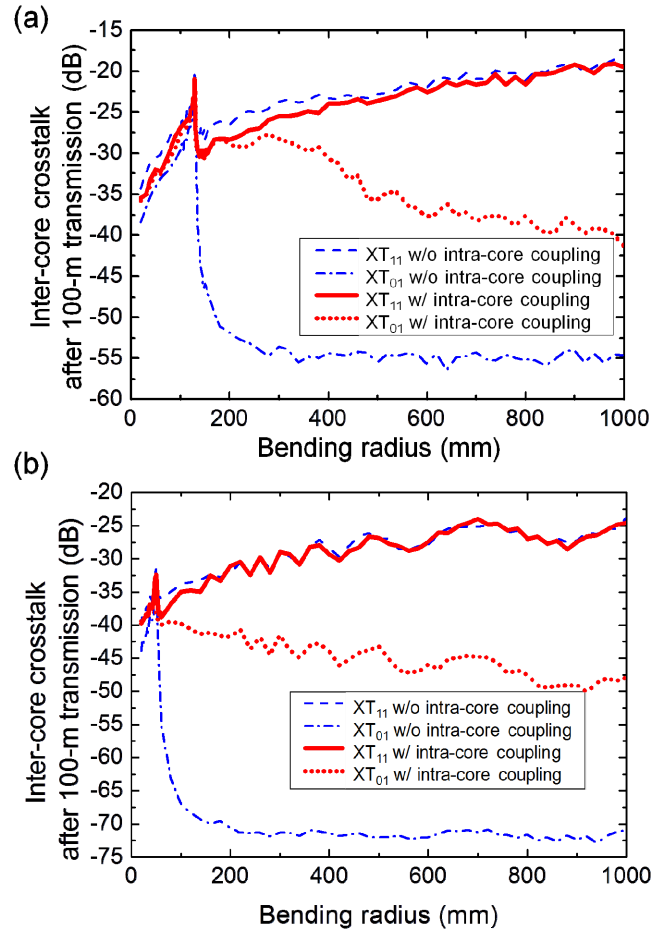 (a)
-15
-20
-25
-30
-35
-40
-45
-50
-55
-60
Inter-core crosstalk
after 100-m transmission (dB)
XT11 w/o intra-core coupling
XT01 w/o intra-core coupling
XT11 w/ intra-core coupling
XT01 w/ intra-core coupling
0 200 400 600 800 1000
Bending radius (mm)
(b)
-20
-25
-30
-35
-40
-45
-50
-55
-60
-65
-70
-75
Inter-core crosstalk
after 100-m transmission (dB)
XT11 w/o intra-core coupling
XT01 w/o intra-core coupling
XT11 w/ intra-core coupling
XT01 w/ intra-core coupling
0 200 400 600 800 1000
Bending radius (mm)